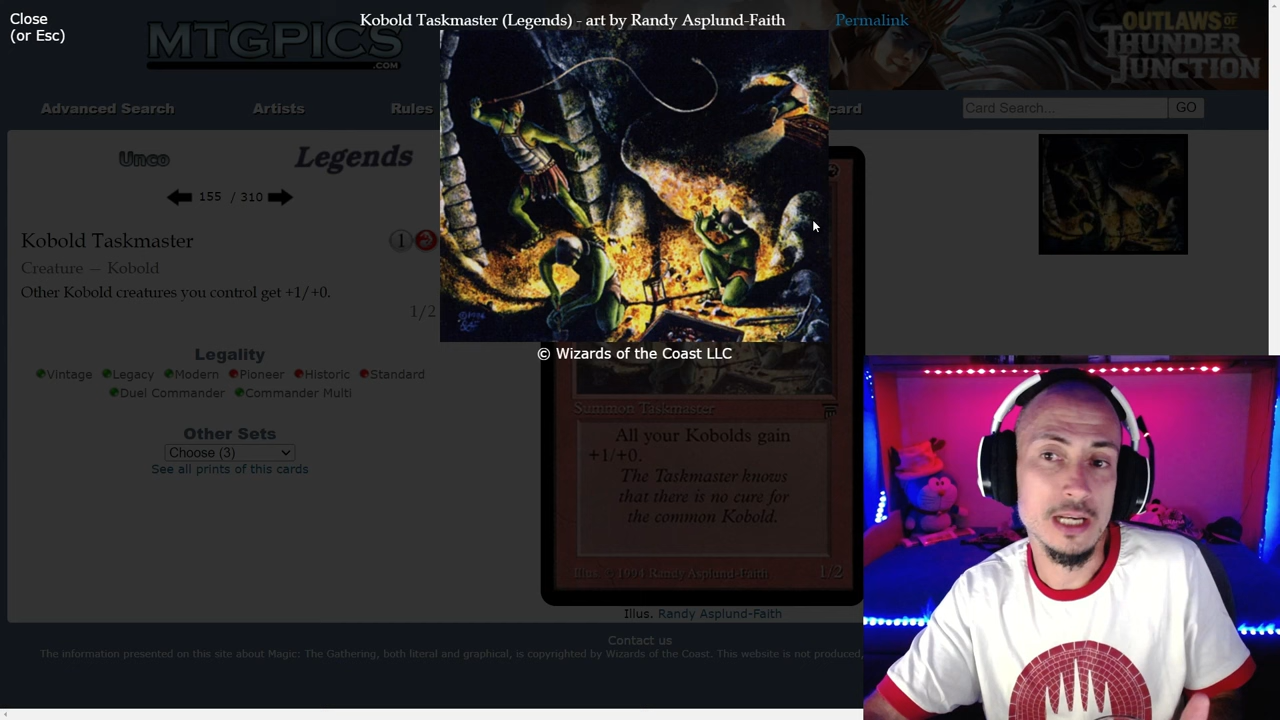 Close
(or Esc)
Kobold Taskmaster (Legends) - art by Randy Asplund-Faith
Permalink
MTGPICS
.COM
OUTLAWS OF
THUNDER
JUNCTION
Advanced Search
Artists
Rules
card
Card Search...
GO
Unco
Legends
155 / 310
Kobold Taskmaster
1
Creature — Kobold
Other Kobold creatures you control get +1/+0.
1/2
Legality
Vintage Legacy Modern Pioneer Historic Standard
Duel Commander Commander Multi
Other Sets
Choose (3)
See all prints of this cards
© Wizards of the Coast LLC
Summon Taskmaster
All your Kobolds gain
+1/+0.
The Taskmaster knows
that there is no cure for
the common Kobold.
Illus. © 1994 Randy Asplund-Faith
1/2
Illus. Randy Asplund-Faith
Contact us
The information presented on this site about Magic: The Gathering, both literal and graphical, is copyrighted by Wizards of the Coast. This website is not produced,